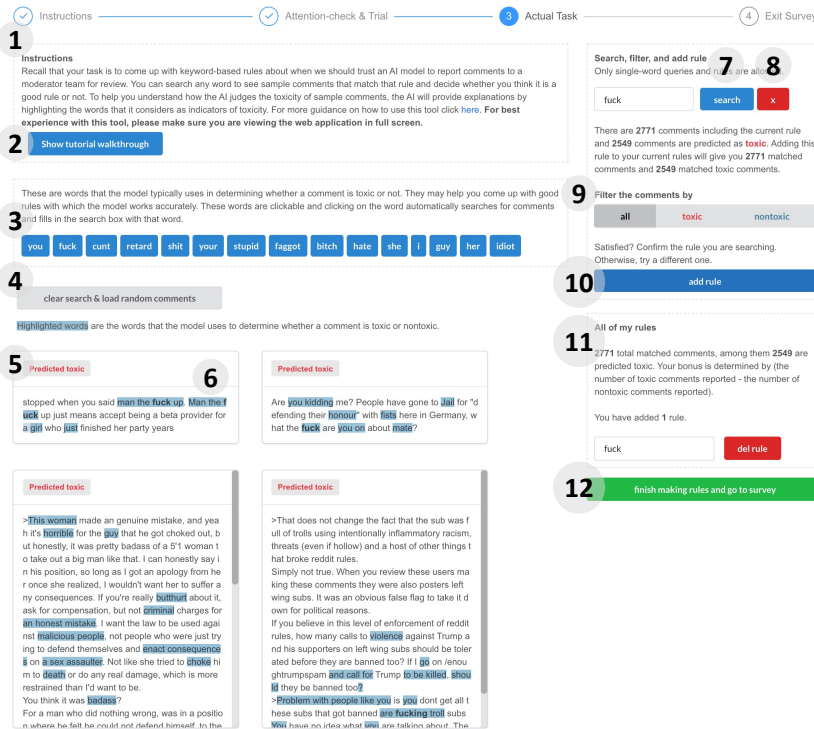 Instructions
Attention-check & Trial
3 Actual Task
4 Exit Survey
1
Instructions
Recall that your task is to come up with keyword-based rules about when we should trust an AI model to report comments to a
moderator team for review. You can search any word to see sample comments that match that rule and decide whether you think it is a
good rule or not. To help you understand how the AI judges the toxicity of sample comments, the AI will provide explanations by
highlighting the words that it considers as indicators of toxicity. For more guidance on how to use this tool click here. For best
experience with this tool, please make sure you are viewing the web application in full screen.
2
Show tutorial walkthrough
These are words that the model typically uses in determining whether a comment is toxic or not. They may help you come up with good
rules with which the model works accurately. These words are clickable and clicking on the word automatically searches for comments
3
and fills in the search box with that word.
you fuck cunt retard shit your stupid faggot bitch hate she i guy her idiot
4
clear search & load random comments
Highlighted words are the words that the model uses to determine whether a comment is toxic or nontoxic.
5
Predicted toxic
6
stopped when you said man the fuck up. Man the f
uck up just means accept being a beta provider for
a girl who just finished her party years
Predicted toxic
Are you kidding me? People have gone to Jail for "d
efending their honour" with fists here in Germany, w
hat the fuck are you on about mate?
Predicted toxic
>This woman made an genuine mistake, and yea
h it's horrible for the guy that he got choked out, b
ut honestly, it was pretty badass of a 5'1 woman t
o take out a big man like that. I can honestly say i
n his position, so long as I got an apology from he
r once she realized, I wouldn't want her to suffer a
ny consequences. If you're really butthurt about it,
ask for compensation, but not criminal charges for
an honest mistake. I want the law to be used agai
nst malicious people, not people who were just try
ing to defend themselves and enact consequence
s on a sex assaulter. Not like she tried to choke hi
m to death or do any real damage, which is more
restrained than I'd want to be.
You think it was badass?
For a man who did nothing wrong, was in a positio
n where he felt he could not defend himself, to the
Predicted toxic
>That does not change the fact that the sub was f
ull of trolls using intentionally inflammatory racism,
threats (even if hollow) and a host of other things t
hat broke reddit rules.
Simply not true. When you review these users ma
king these comments they were also posters left
wing subs. It was an obvious false flag to take it d
own for political reasons.
If you believe in this level of enforcement of reddit
rules, how many calls to violence against Trump a
nd his supporters on left wing subs should be toler
ated before they are banned too? If I go on /enou
ghtrumpspam and call for Trump to be killed, shou
ld they be banned too?
>Problem with people like you is you dont get all t
hese subs that got banned are fucking troll subs
You have no idea what you are talking about. The
Search, filter, and add rule
7
8
Only single-word queries and rules are
fuck
search
x
There are 2771 comments including the current rule
and 2549 comments are predicted as toxic. Adding this
rule to your current rules will give you 2771 matched
comments and 2549 matched toxic comments.
9
Filter the comments by
all toxic nontoxic
Satisfied? Confirm the rule you are searching.
Otherwise, try a different one.
10
add rule
11
All of my rules
2771 total matched comments, among them 2549 are
predicted toxic. Your bonus is determined by (the
number of toxic comments reported - the number of
nontoxic comments reported).
You have added 1 rule.
fuck
del rule
12
finish making rules and go to survey